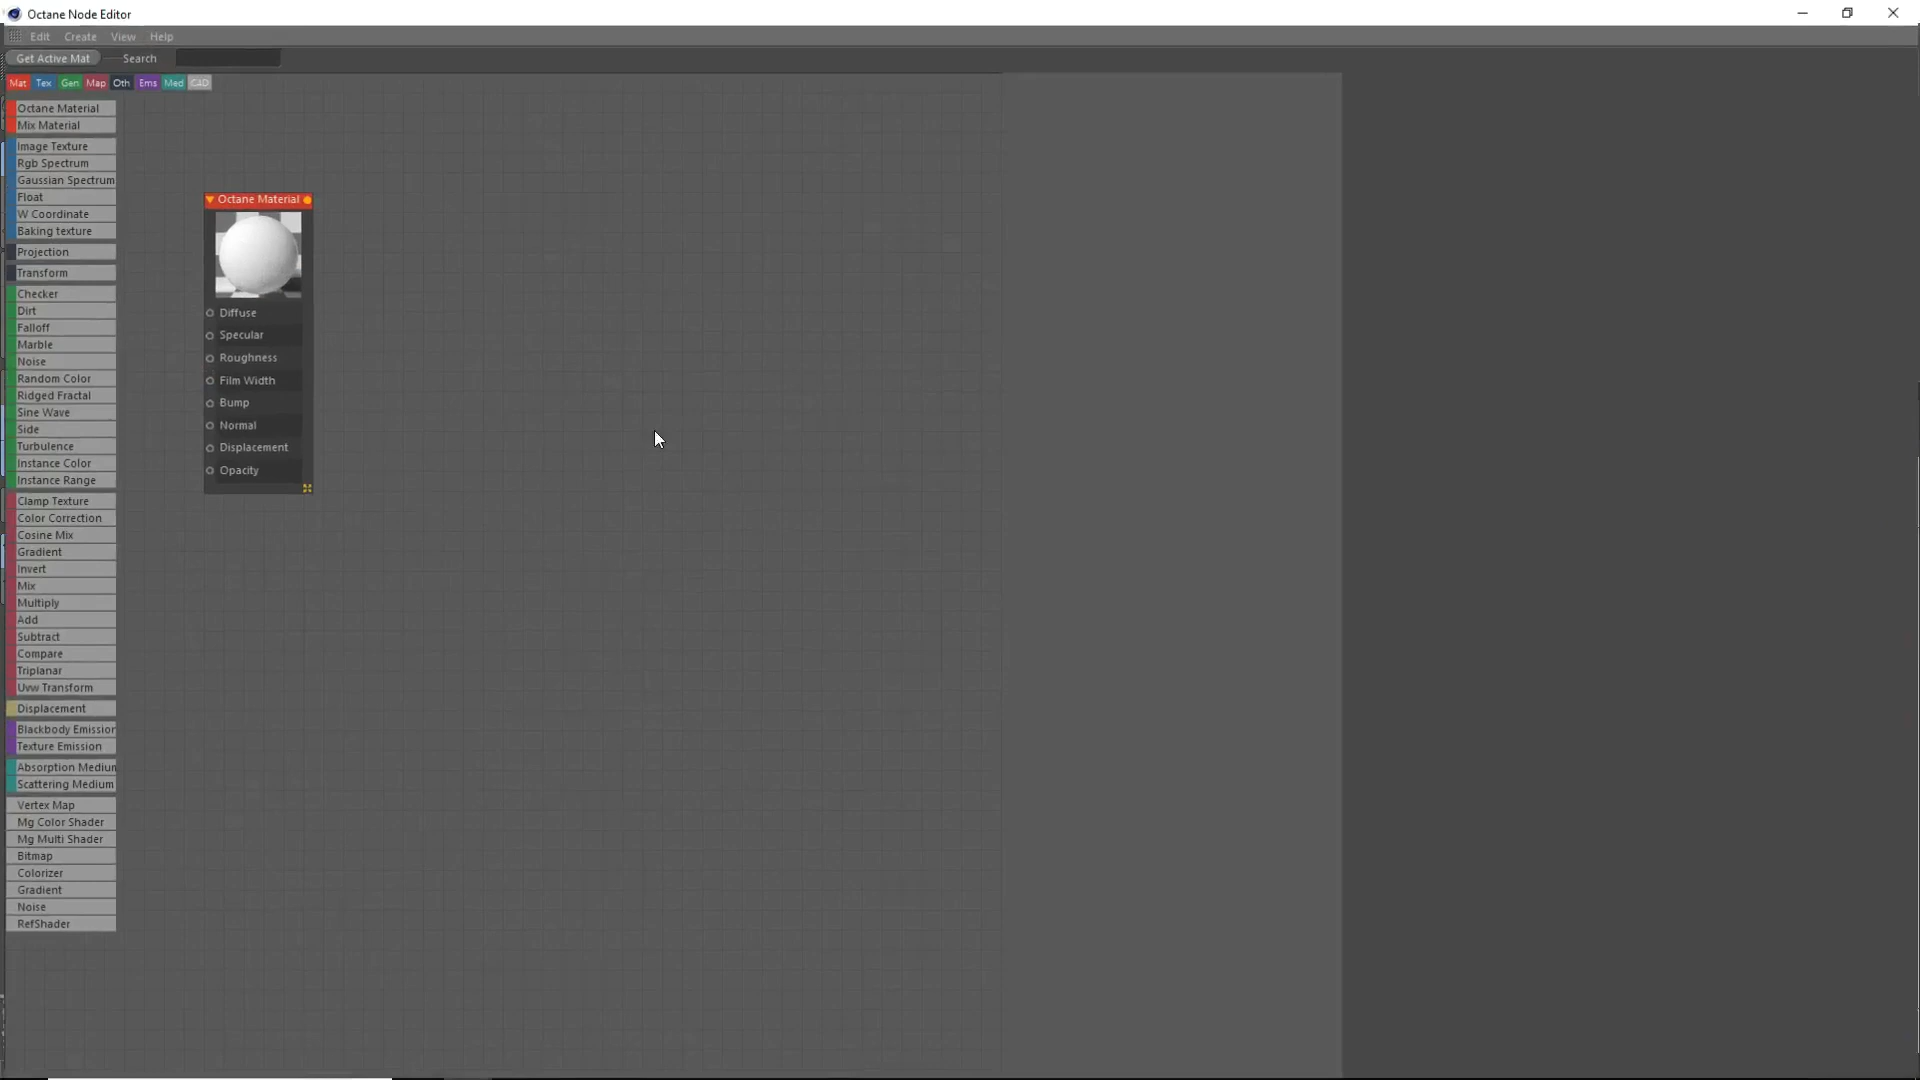 Octane Node Editor
Edit Create View Help
Get Active Mat Search
Mat Tex Gen Map Oth Ems Med C4D
Octane Material
Mix Material
Image Texture
Rgb Spectrum
Gaussian Spectrum
Float
W Coordinate
Baking texture
Projection
Transform
Checker
Dirt
Falloff
Marble
Noise
Random Color
Ridged Fractal
Sine Wave
Side
Turbulence
Instance Color
Instance Range
Clamp Texture
Color Correction
Cosine Mix
Gradient
Invert
Mix
Multiply
Add
Subtract
Compare
Triplanar
Uvw Transform
Displacement
Blackbody Emission
Texture Emission
Absorption Medium
Scattering Medium
Vertex Map
Mg Color Shader
Mg Multi Shader
Bitmap
Colorizer
Gradient
Noise
RefShader
Octane Material
Diffuse
Specular
Roughness
Film Width
Bump
Normal
Displacement
Opacity